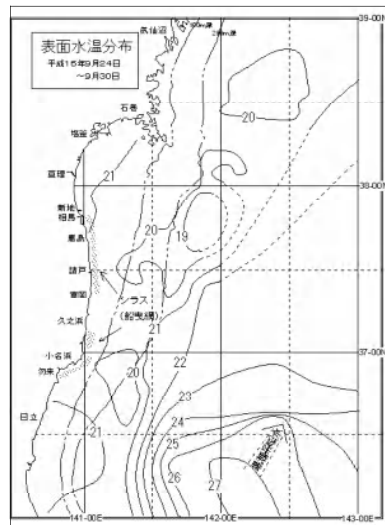 表面水温分布
平成15年9月24日
～9月30日
気仙沼
39-00N
石巻
塩釜
亘理
新地
相馬
鹿島
請戸
富岡
久之浜
小名浜
勿来
日立
シラス
(船曳網)
20
21
38-00N
20
19
21
22
37-00N
20
23
24
25
21
26
27
141-00E
142-00E
143-00E